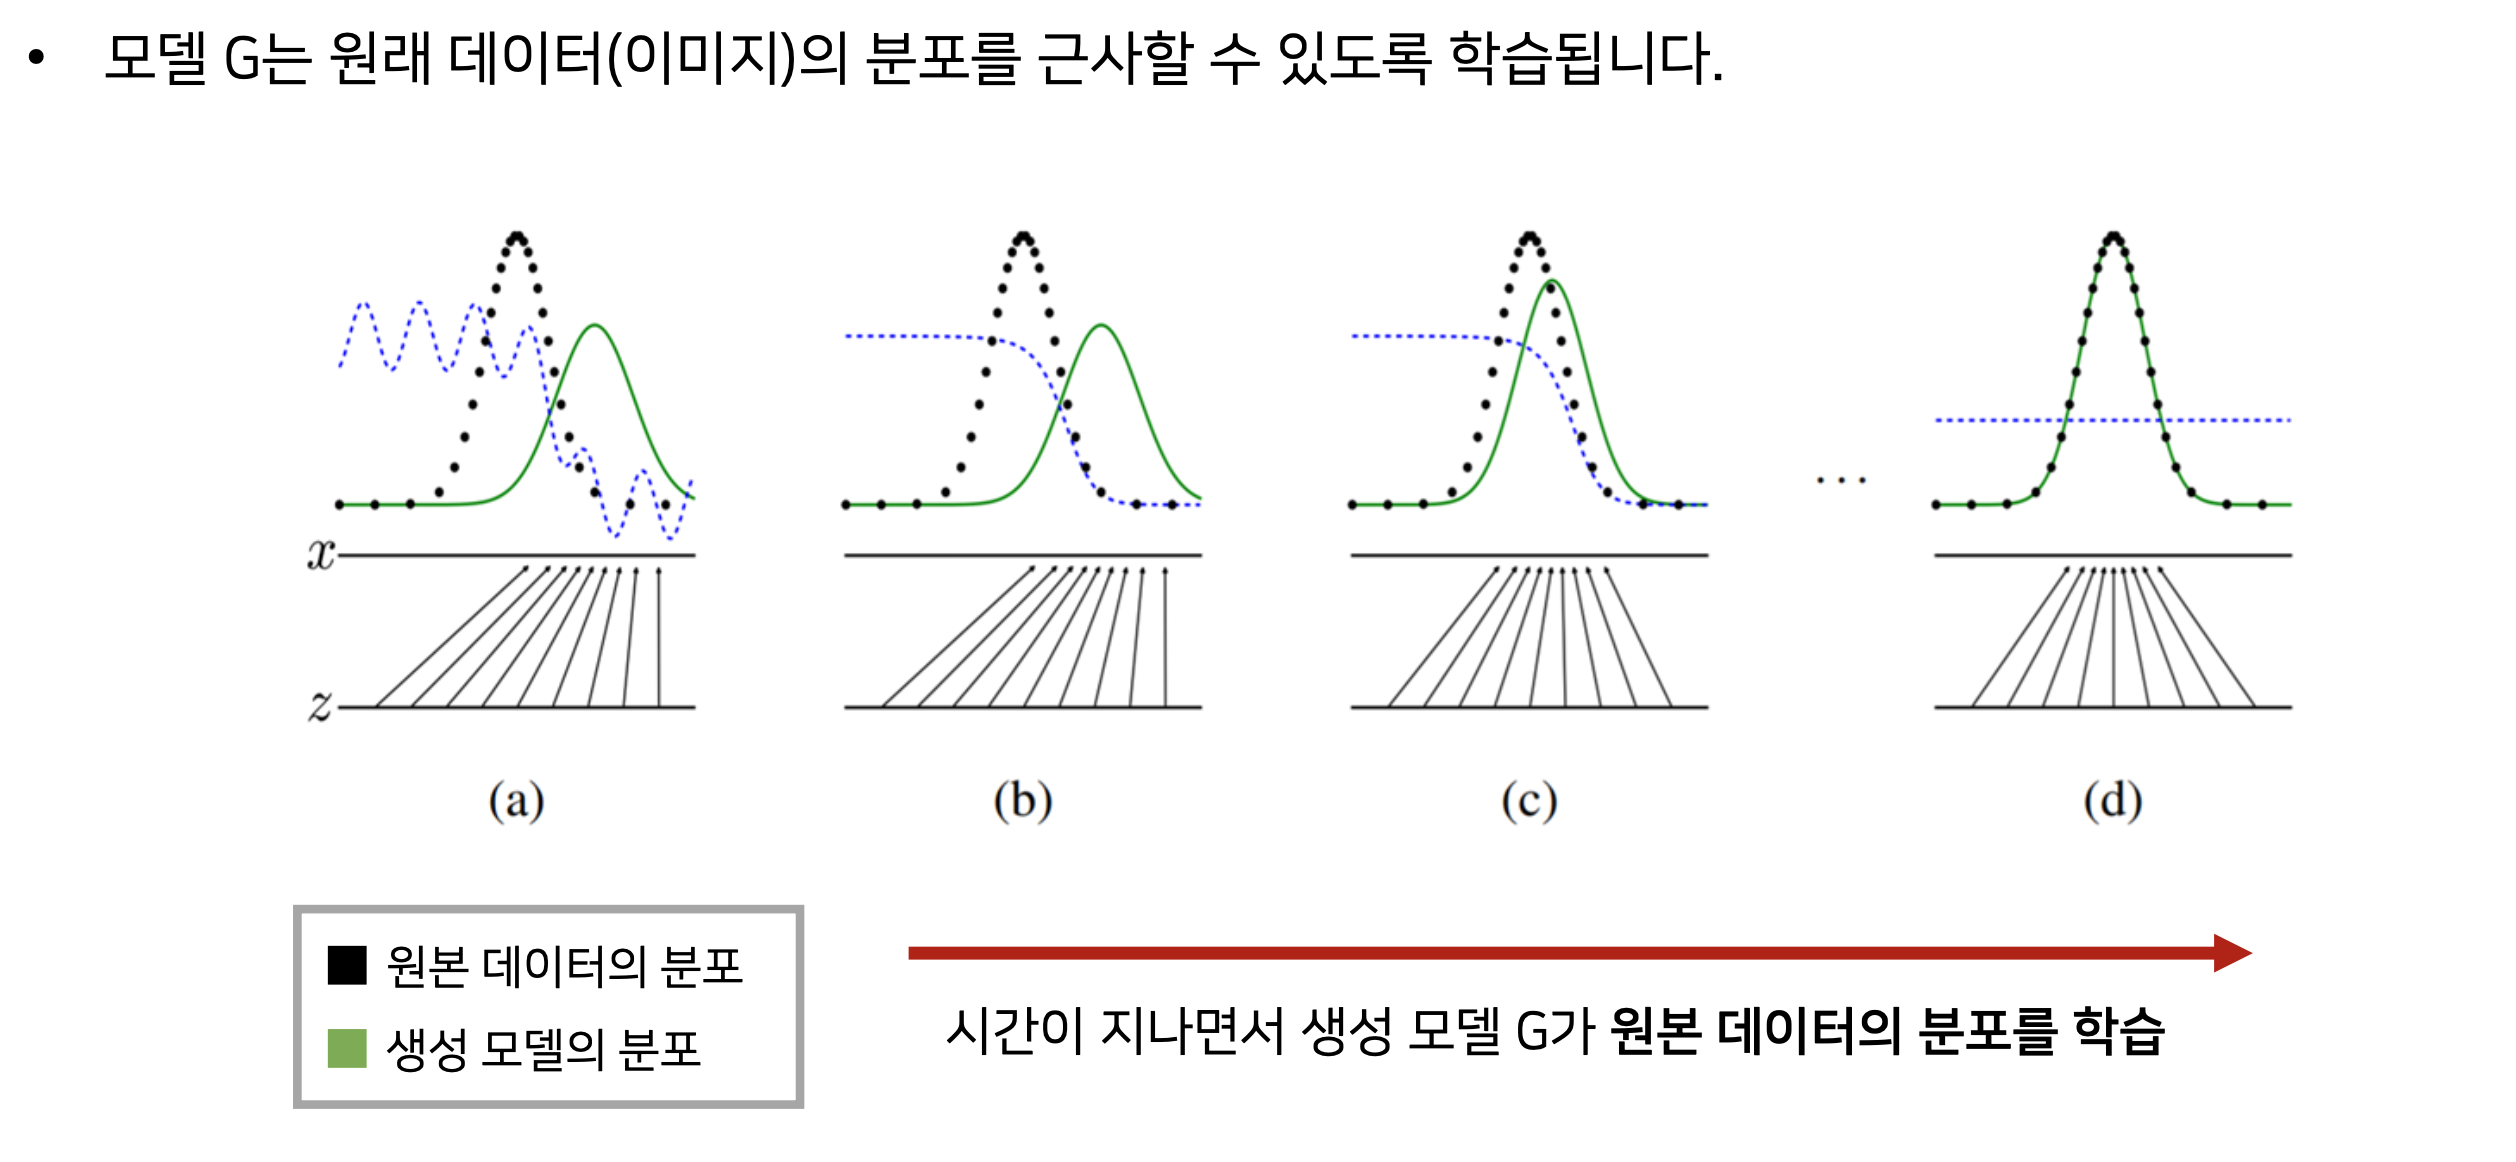 • 모델 G는 원래 데이터(이미지)의 분포를 근사할 수 있도록 학습됩니다.
...
x
z
(a) (b) (c) (d)
원본 데이터의 분포
생성 모델의 분포
시간이 지나면서 생성 모델 G가 원본 데이터의 분포를 학습